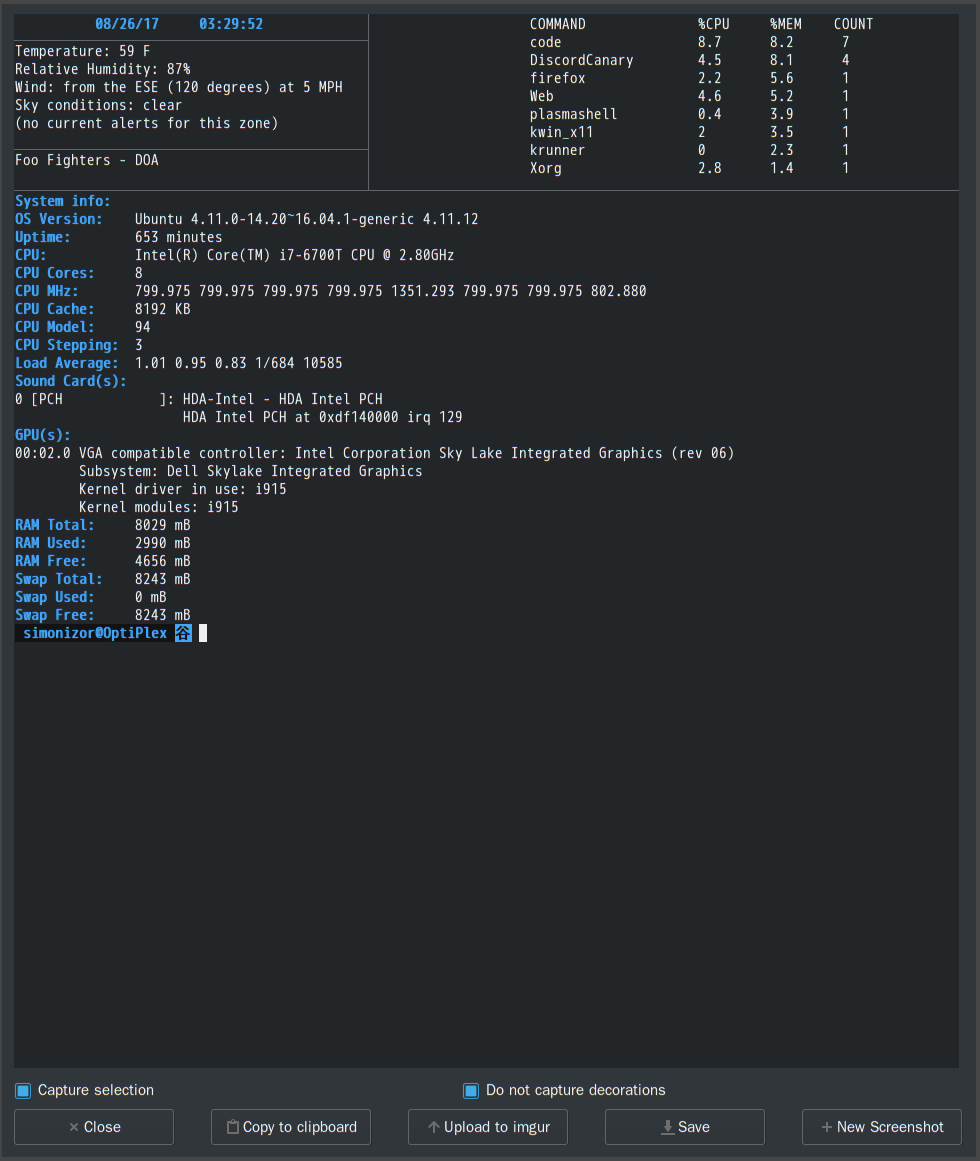 08/26/17 03:29:52
Temperature: 59 F
Relative Humidity: 87%
Wind: from the ESE (120 degrees) at 5 MPH
Sky conditions: clear
(no current alerts for this zone)
Foo Fighters - DOA
COMMAND %CPU %MEM COUNT
code 8.7 8.2 7
DiscordCanary 4.5 8.1 4
firefox 2.2 5.6 1
Web 4.6 5.2 1
plasmashell 0.4 3.9 1
kwin_x11 2 3.5 1
krunner 0 2.3 1
Xorg 2.8 1.4 1
System info:
OS Version: Ubuntu 4.11.0-14.20~16.04.1-generic 4.11.12
Uptime: 653 minutes
CPU: Intel(R) Core(TM) i7-6700T CPU @ 2.80GHz
CPU Cores: 8
CPU MHz: 799.975 799.975 799.975 799.975 1351.293 799.975 799.975 802.880
CPU Cache: 8192 KB
CPU Model: 94
CPU Stepping: 3
Load Average: 1.01 0.95 0.83 1/684 10585
Sound Card(s):
0 [PCH ]: HDA-Intel - HDA Intel PCH
HDA Intel PCH at 0xdf140000 irq 129
GPU(s):
00:02.0 VGA compatible controller: Intel Corporation Sky Lake Integrated Graphics (rev 06)
Subsystem: Dell Skylake Integrated Graphics
Kernel driver in use: i915
Kernel modules: i915
RAM Total: 8029 mB
RAM Used: 2990 mB
RAM Free: 4656 mB
Swap Total: 8243 mB
Swap Used: 0 mB
Swap Free: 8243 mB
simonizor@OptiPlex 谷
Capture selection
Do not capture decorations
Close
Copy to clipboard
Upload to imgur
Save
New Screenshot